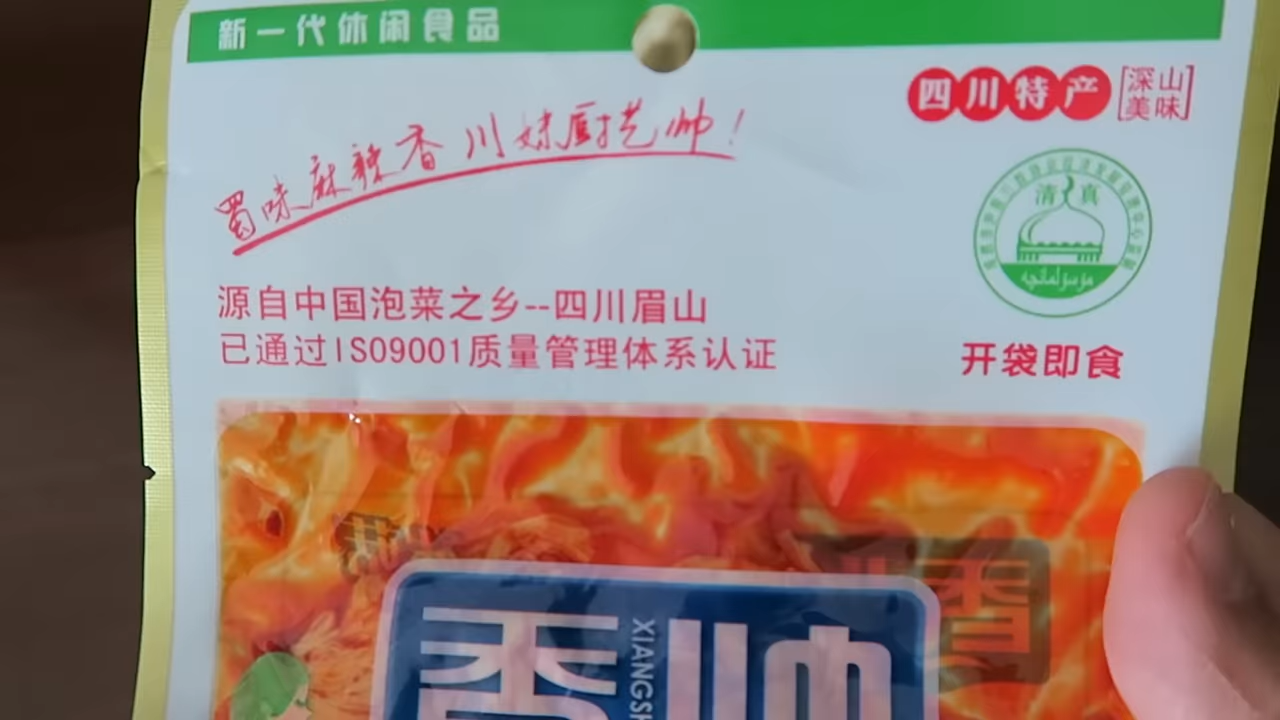 新一代休闲食品
四川特产
深山
美味
蜀味麻辣香 川妹厨艺帅!
清真
源自中国泡菜之乡--四川眉山
已通过ISO9001质量管理体系认证
开袋即食
香
香帅
XIANGSH